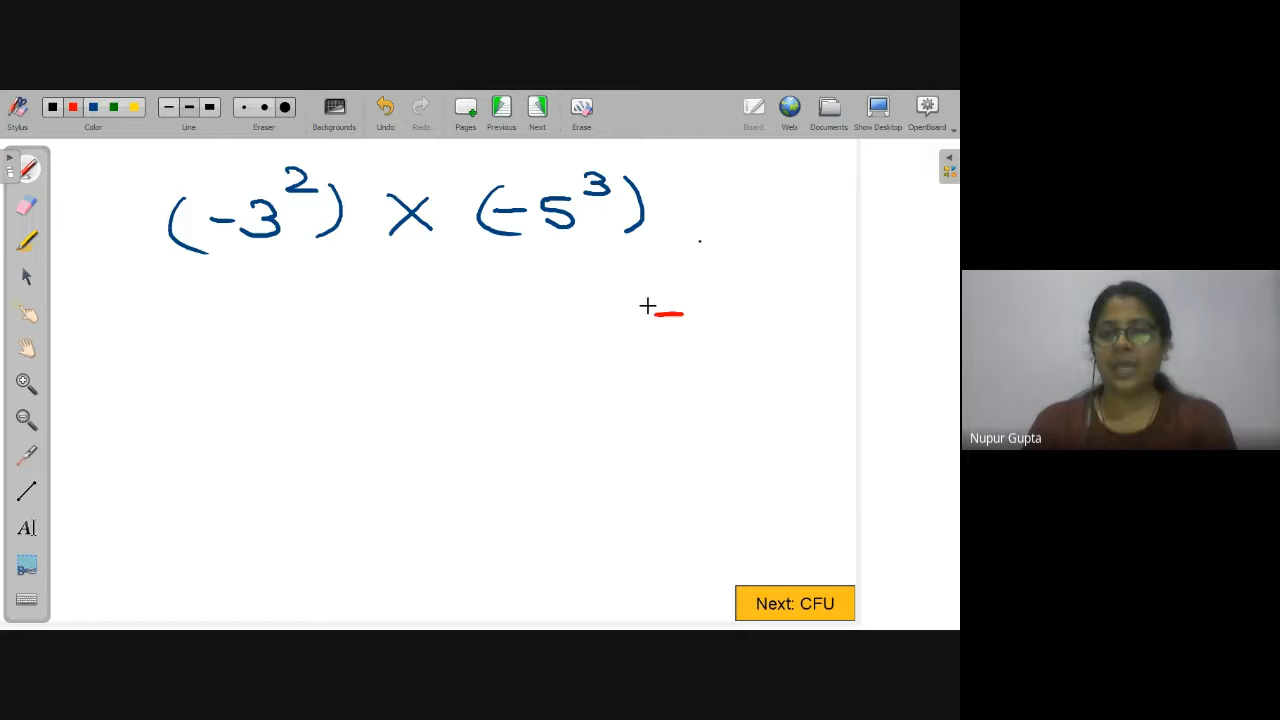 Stylus Color Line Eraser Backgrounds Undo Redo Pages Previous Next Erase Board Web Documents Show Desktop OpenBoard
(-3²) × (-5³)
Nupur Gupta
Next: CFU